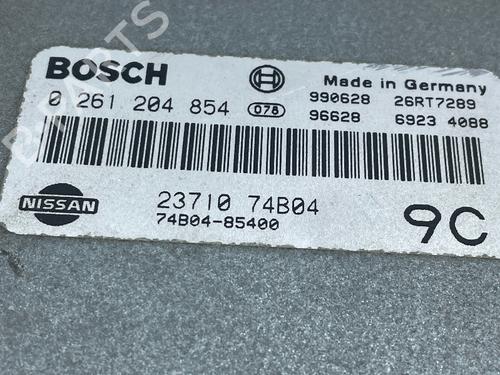 BOSCH
Made in Germany
0 261 204 854 078 990628 26RT7289
96628 6923 4088
NISSAN
23710 74B04
74B04-85400
9C
B-PARTS